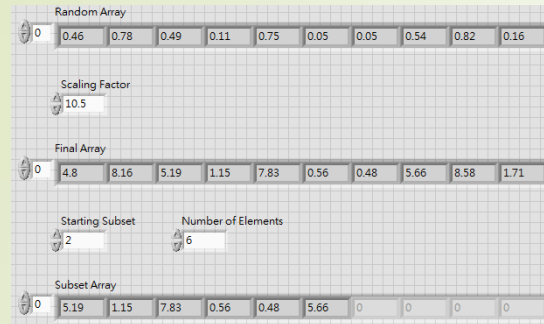 Random Array
0 0.46 0.78 0.49 0.11 0.75 0.05 0.05 0.54 0.82 0.16
Scaling Factor
10.5
Final Array
0 4.8 8.16 5.19 1.15 7.83 0.56 0.48 5.66 8.58 1.71
Starting Subset Number of Elements
2 6
Subset Array
0 5.19 1.15 7.83 0.56 0.48 5.66 0 0 0 0